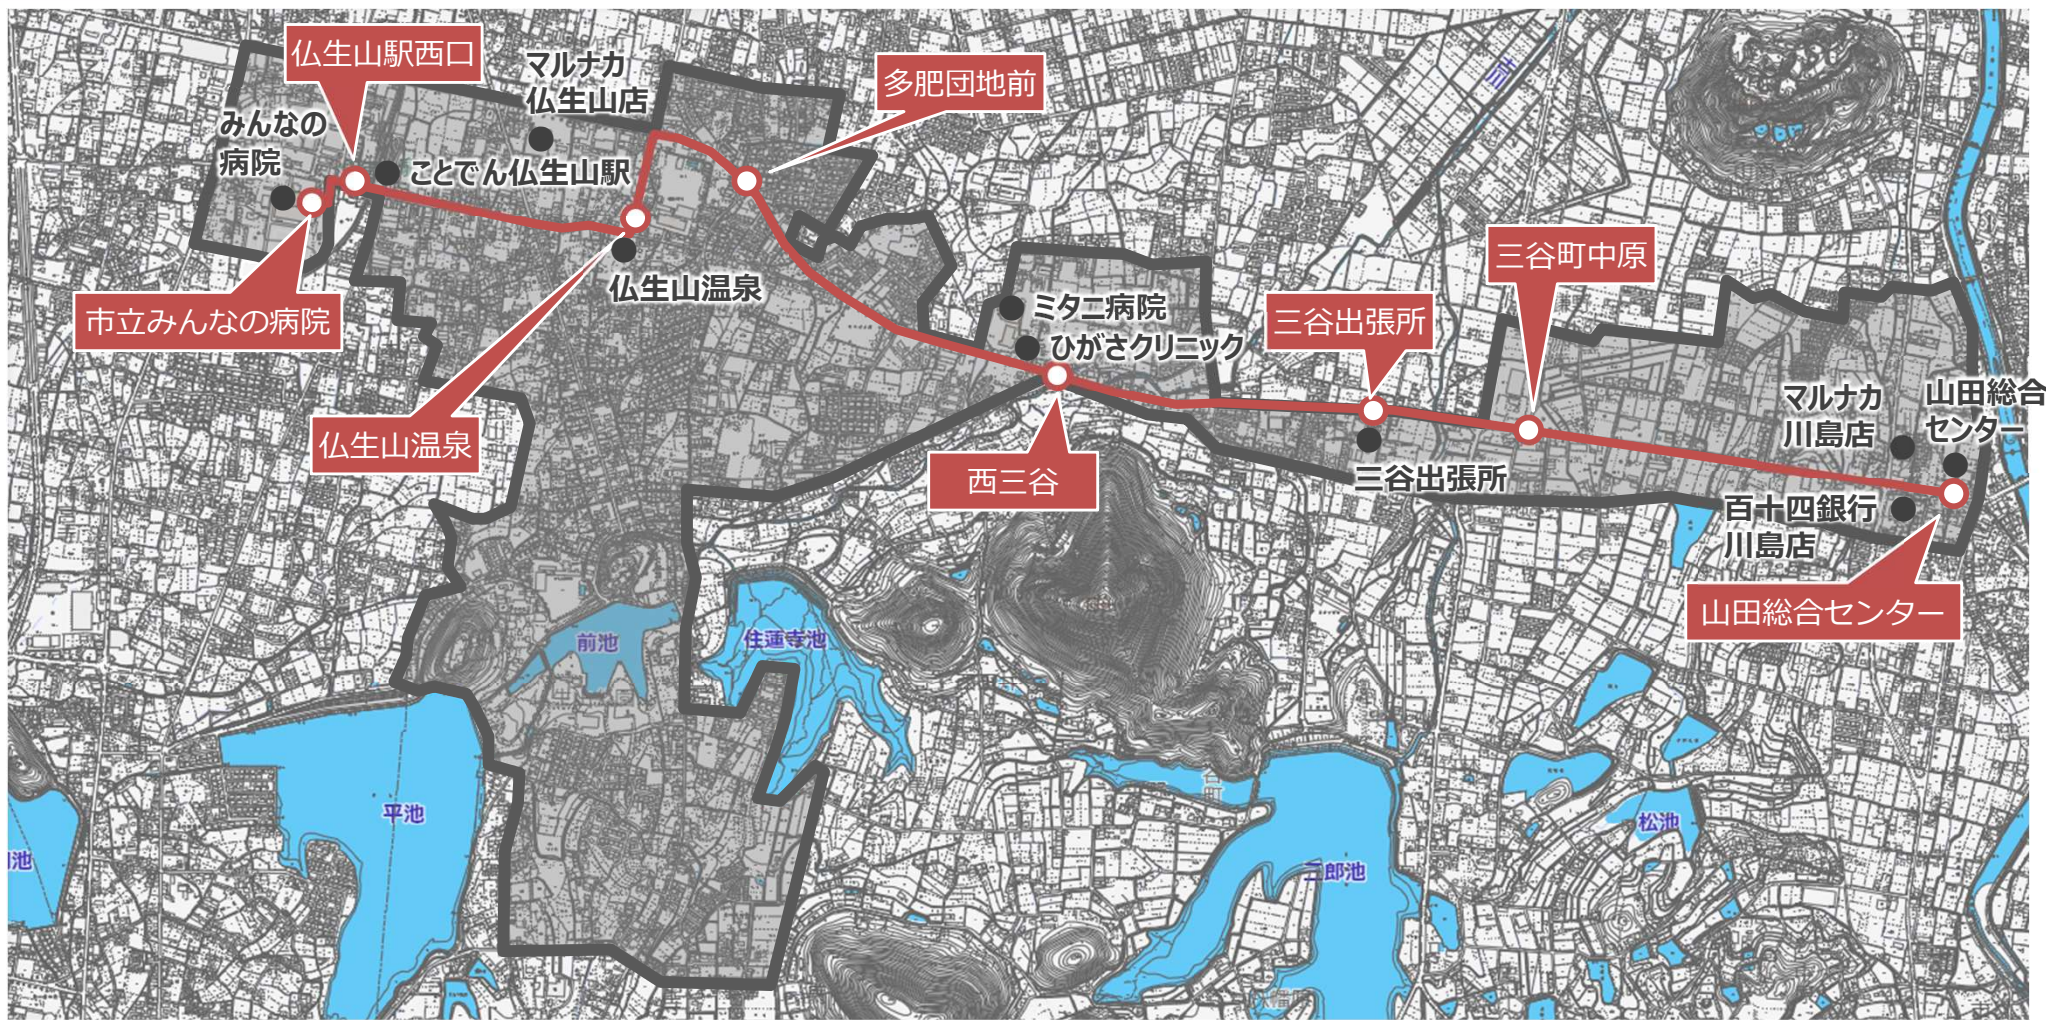 仏生山駅西口
マルナカ
仏生山店
多肥団地前
みんなの
病院
ことでん仏生山駅
三谷町中原
仏生山温泉
ミタニ病院
市立みんなの病院
三谷出張所
ひがさクリニック
マルナカ
川島店
山田総合
センター
仏生山温泉
西三谷
三谷出張所
百十四銀行
川島店
山田総合センター
前池
住蓮寺池
平池
松池
三郎池